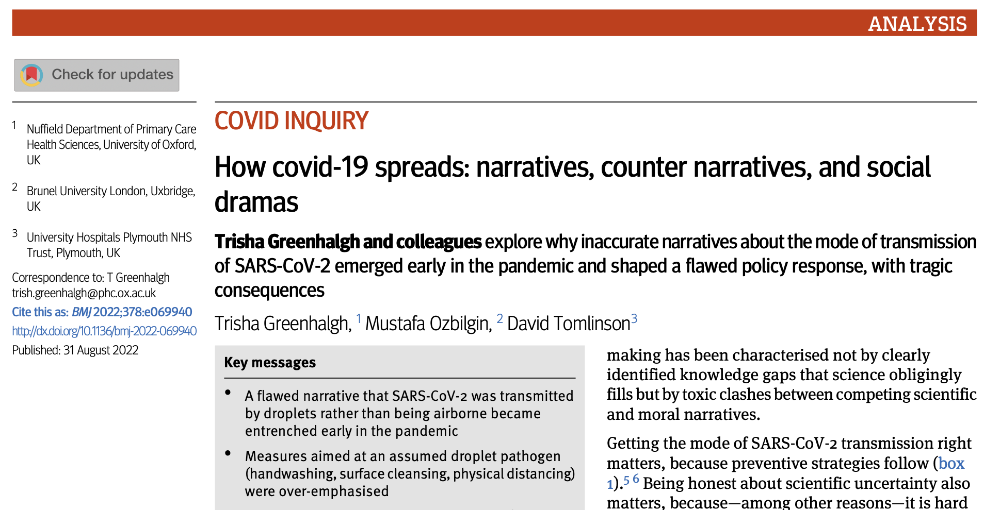 ANALYSIS
Check for updates
1 Nuffield Department of Primary Care
Health Sciences, University of Oxford,
UK
2 Brunel University London, Uxbridge,
UK
3 University Hospitals Plymouth NHS
Trust, Plymouth, UK
Correspondence to: T Greenhalgh
trish.greenhalgh@phc.ox.ac.uk
Cite this as: BMJ 2022;378:e069940
http://dx.doi.org/10.1136/bmj-2022-069940
Published: 31 August 2022
COVID INQUIRY
How covid-19 spreads: narratives, counter narratives, and social
dramas
Trisha Greenhalgh and colleagues explore why inaccurate narratives about the mode of transmission
of SARS-CoV-2 emerged early in the pandemic and shaped a flawed policy response, with tragic
consequences
Trisha Greenhalgh, 1 Mustafa Ozbilgin, 2 David Tomlinson3
Key messages
• A flawed narrative that SARS-CoV-2 was transmitted
by droplets rather than being airborne became
entrenched early in the pandemic
• Measures aimed at an assumed droplet pathogen
(handwashing, surface cleansing, physical distancing)
were over-emphasised
making has been characterised not by clearly
identified knowledge gaps that science obligingly
fills but by toxic clashes between competing scientific
and moral narratives.
Getting the mode of SARS-CoV-2 transmission right
matters, because preventive strategies follow (box
1).5 6 Being honest about scientific uncertainty also
matters, because—among other reasons—it is hard